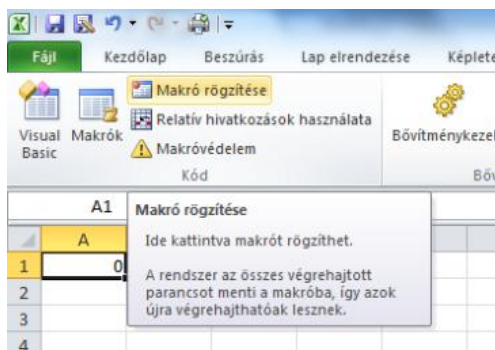 Fájl Kezdőlap Beszúrás Lap elrendezése Képlete
Visual Basic
Makrók
Makró rögzítése
Relatív hivatkozások használata
Makróvédelem
Kód
Bővítménykezel
Bőv
A1
Makró rögzítése
Ide kattintva makrót rögzíthet.
A rendszer az összes végrehajtott
parancsot menti a makróba, így azok
újra végrehajthatóak lesznek.
A
1 0
2
3
4